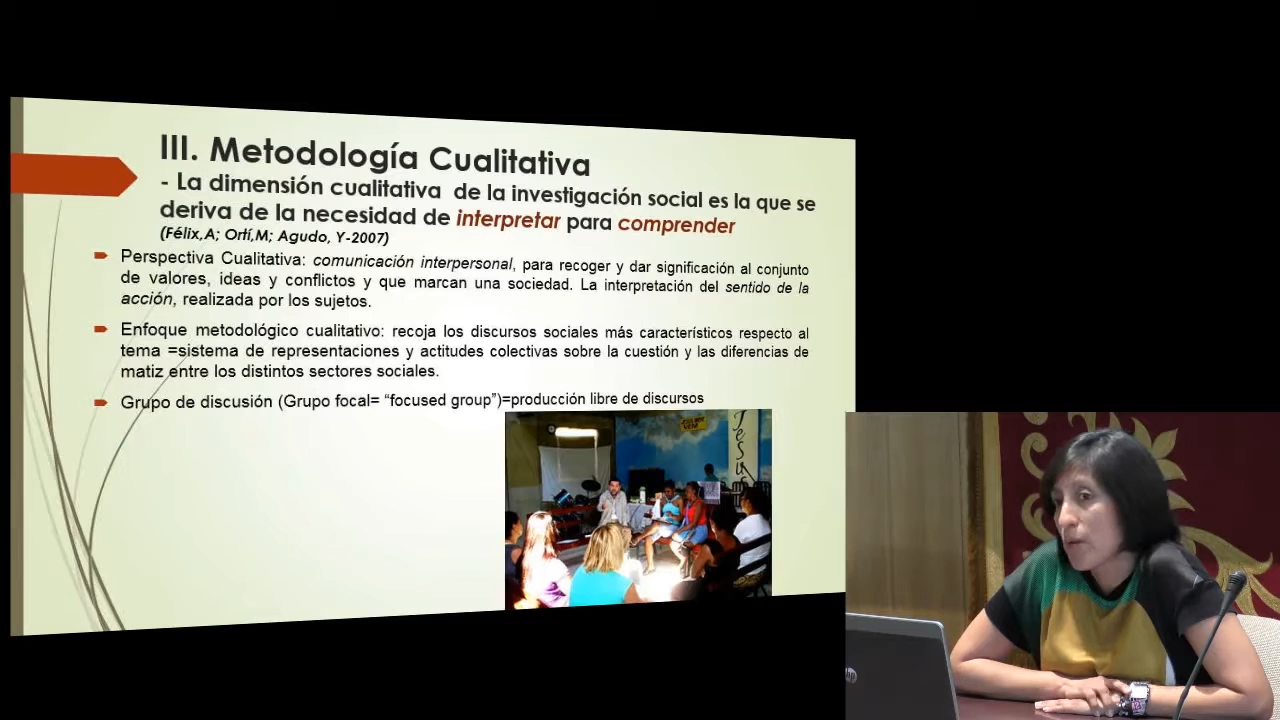 III. Metodología Cualitativa
- La dimensión cualitativa de la investigación social es la que se
deriva de la necesidad de interpretar para comprender
(Félix,A; Ortí,M; Agudo, Y-2007)
Perspectiva Cualitativa: comunicación interpersonal, para recoger y dar significación al conjunto
de valores, ideas y conflictos y que marcan una sociedad. La interpretación del sentido de la
acción, realizada por los sujetos.
Enfoque metodológico cualitativo: recoja los discursos sociales más característicos respecto al
tema =sistema de representaciones y actitudes colectivas sobre la cuestión y las diferencias de
matiz entre los distintos sectores sociales.
Grupo de discusión (Grupo focal= “focused group”)=producción libre de discursos
Jesus
hp